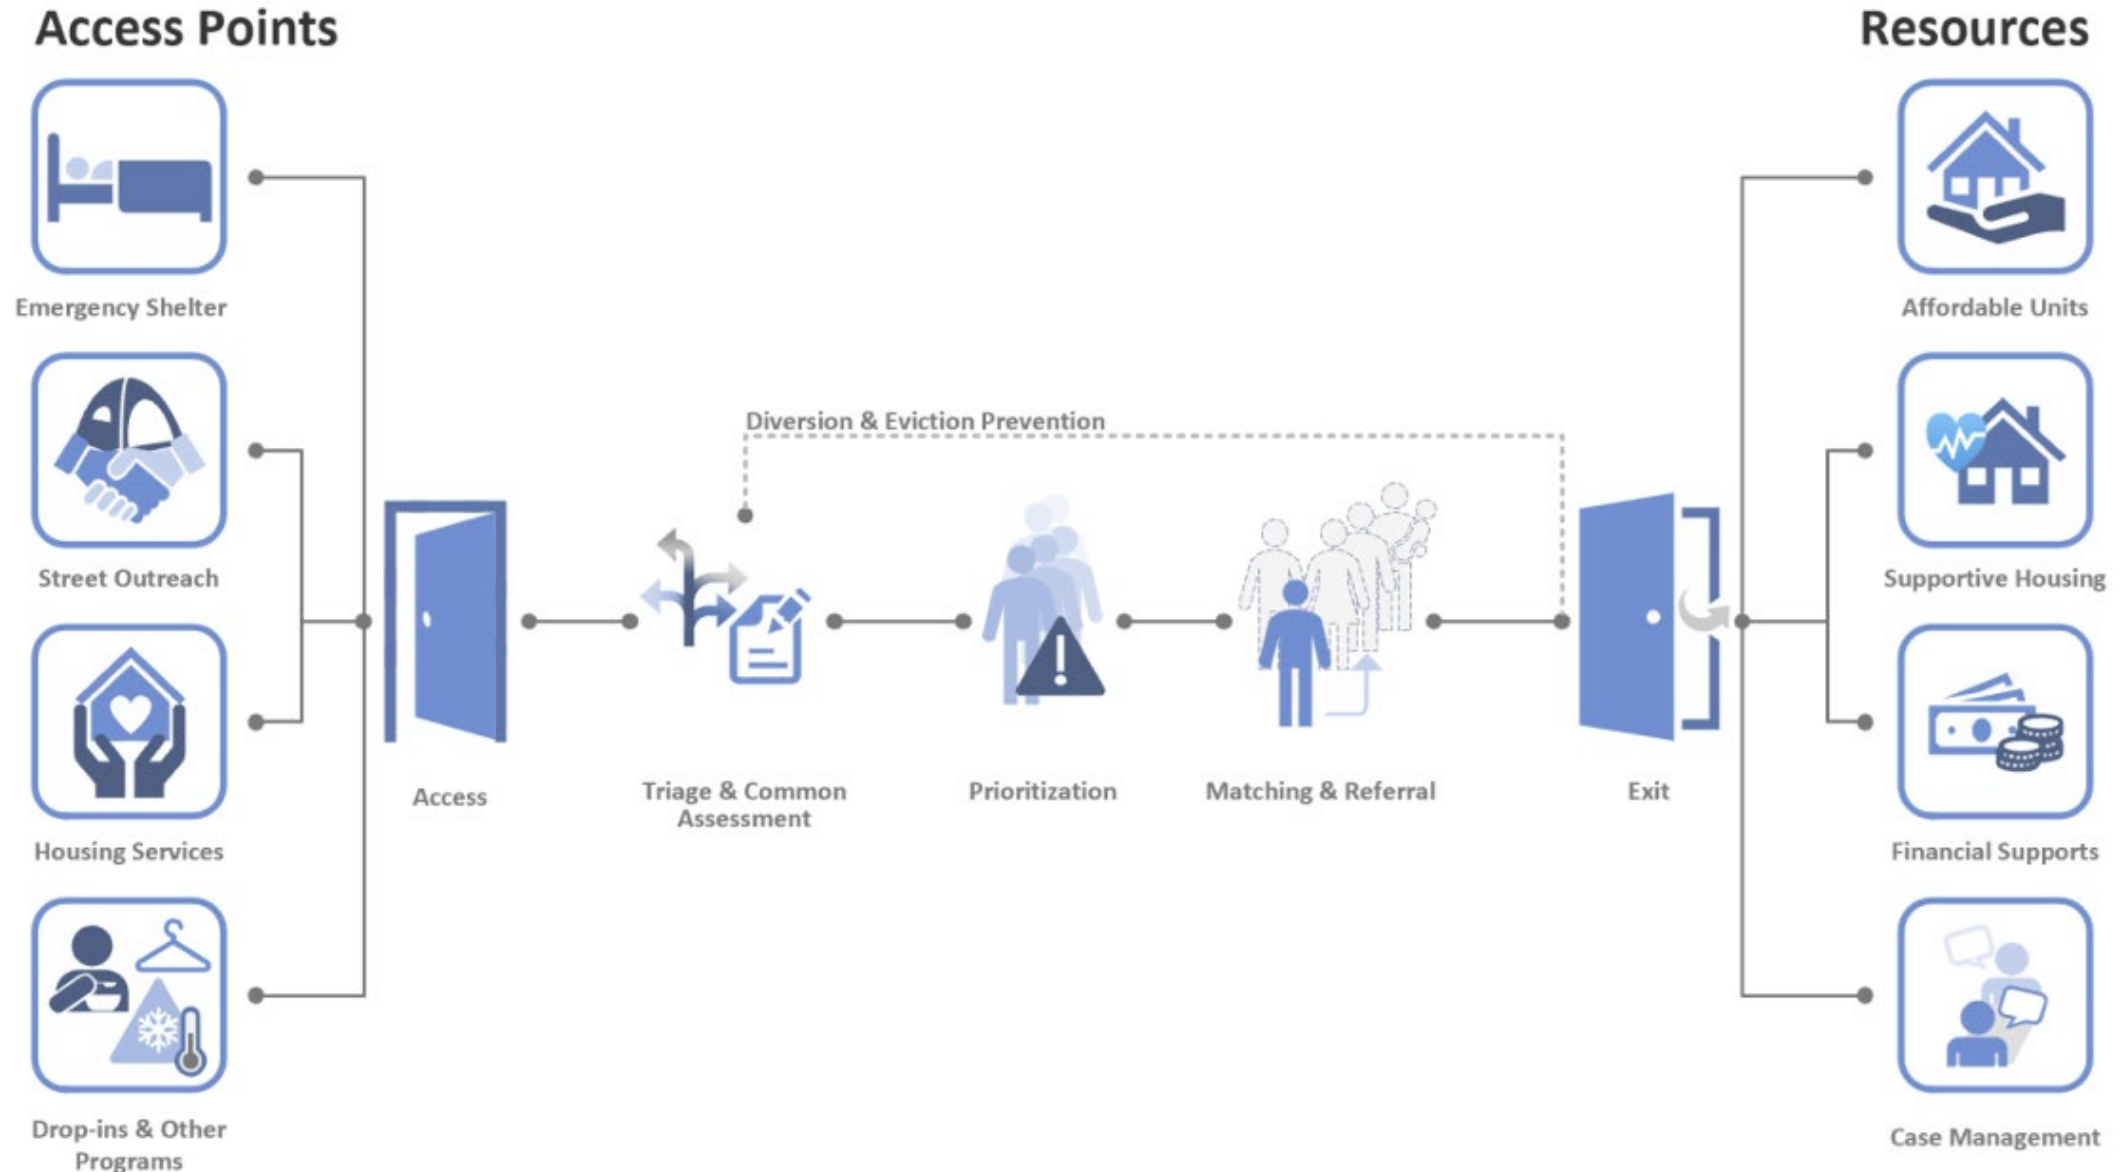 Access Points
Resources
Emergency Shelter
Street Outreach
Housing Services
Drop-ins & Other
Programs
Access
Diversion & Eviction Prevention
Triage & Common
Assessment
Prioritization
Matching & Referral
Exit
Affordable Units
Supportive Housing
Financial Supports
Case Management